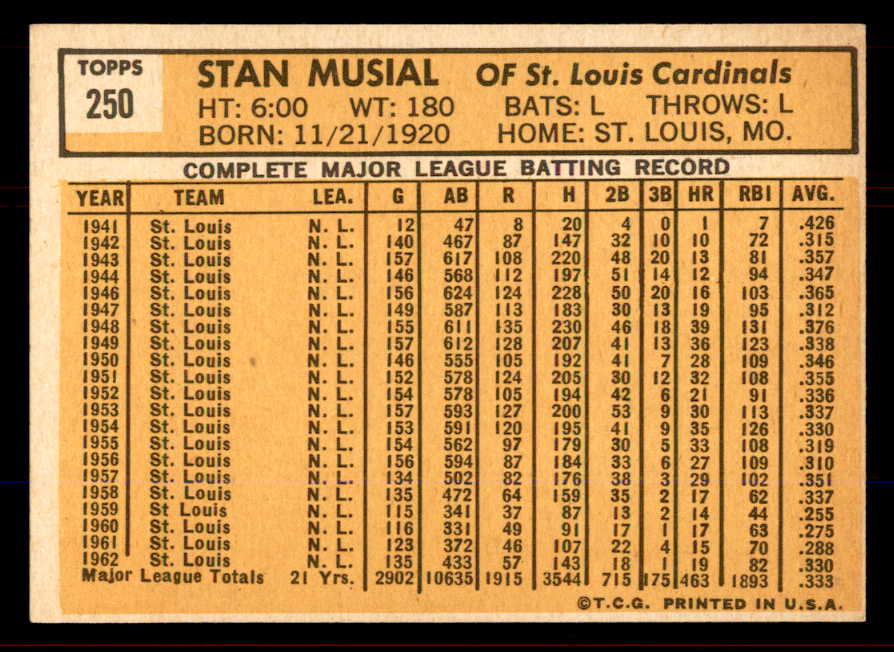 TOPPS
250
STAN MUSIAL OF St. Louis Cardinals
HT: 6:00 WT: 180 BATS: L THROWS: L
BORN: 11/21/1920 HOME: ST. LOUIS, MO.
COMPLETE MAJOR LEAGUE BATTING RECORD
YEAR TEAM LEA. G AB R H 2B 3B HR RBI AVG.
1941 St. Louis N. L. 12 47 8 20 4 0 1 7 .426
1942 St. Louis N. L. 140 467 87 147 32 10 10 72 .315
1943 St. Louis N. L. 157 617 108 220 48 20 13 81 .357
1944 St. Louis N. L. 146 568 112 197 51 14 12 94 .347
1946 St. Louis N. L. 156 624 124 228 50 20 16 103 .365
1947 St. Louis N. L. 149 587 113 183 30 13 19 95 .312
1948 St. Louis N. L. 155 611 135 230 46 18 39 131 .376
1949 St. Louis N. L. 157 612 128 207 41 13 36 123 .338
1950 St. Louis N. L. 146 555 105 192 41 7 28 109 .346
1951 St. Louis N. L. 152 578 124 205 30 12 32 108 .355
1952 St. Louis N. L. 154 578 105 194 42 6 21 91 .336
1953 St. Louis N. L. 157 593 127 200 53 9 30 113 .337
1954 St. Louis N. L. 153 591 120 195 41 9 35 126 .330
1955 St. Louis N. L. 154 562 97 179 30 5 33 108 .319
1956 St. Louis N. L. 156 594 87 184 33 6 27 109 .310
1957 St. Louis N. L. 134 502 82 176 38 3 29 102 .351
1958 St. Louis N. L. 135 472 64 159 35 2 17 62 .337
1959 St Louis N. L. 115 341 37 87 13 2 14 44 .255
1960 St. Louis N. L. 116 331 49 91 17 1 17 63 .275
1961 St. Louis N. L. 123 372 46 107 22 4 15 70 .288
1962 St. Louis N. L. 135 433 57 143 18 1 19 82 .330
Major League Totals 21 Yrs. 2902 10635 1915 3544 715 175 463 1893 .333
©T.C.G. PRINTED IN U.S.A.